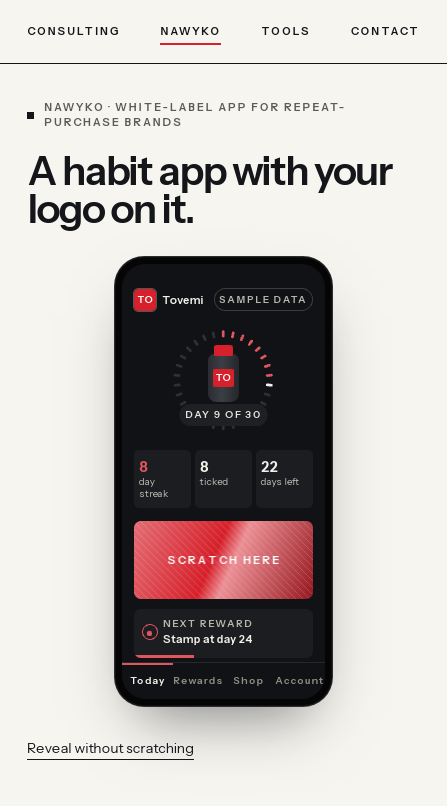 CONSULTING NAWYKO TOOLS CONTACT
NAWYKO · WHITE-LABEL APP FOR REPEAT-
PURCHASE BRANDS
A habit app with your
logo on it.
TO Tovemi SAMPLE DATA
TO
DAY 9 OF 30
8 8 22
day ticked days left
streak
SCRATCH HERE
NEXT REWARD
Stamp at day 24
Today Rewards Shop Account
Reveal without scratching